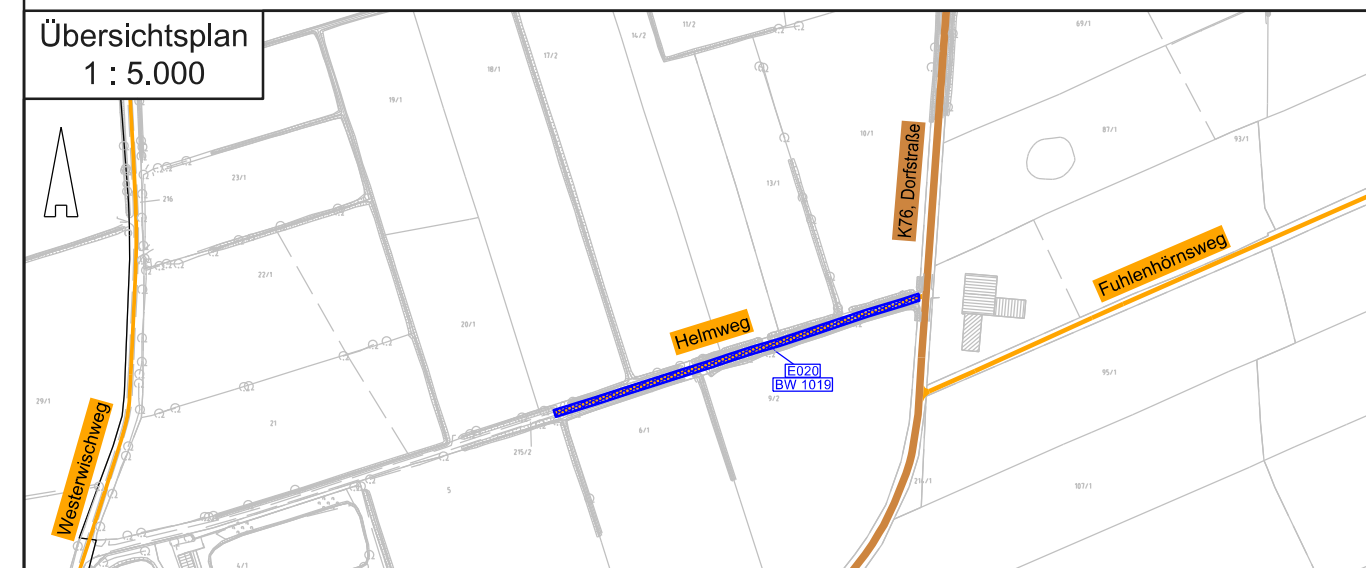 Übersichtsplan
1 : 5.000
11/2
14/2
17/2
18/1
19/1
69/1
10/1
87/1
93/1
13/1
23/1
216
K76, Dorfstraße
22/1
20/1
Fuhlenhörnsweg
Helmweg
E020
BW 1019
9/2
95/1
29/1
21
6/1
215/2
Westerwischweg
5
107/1
4/1